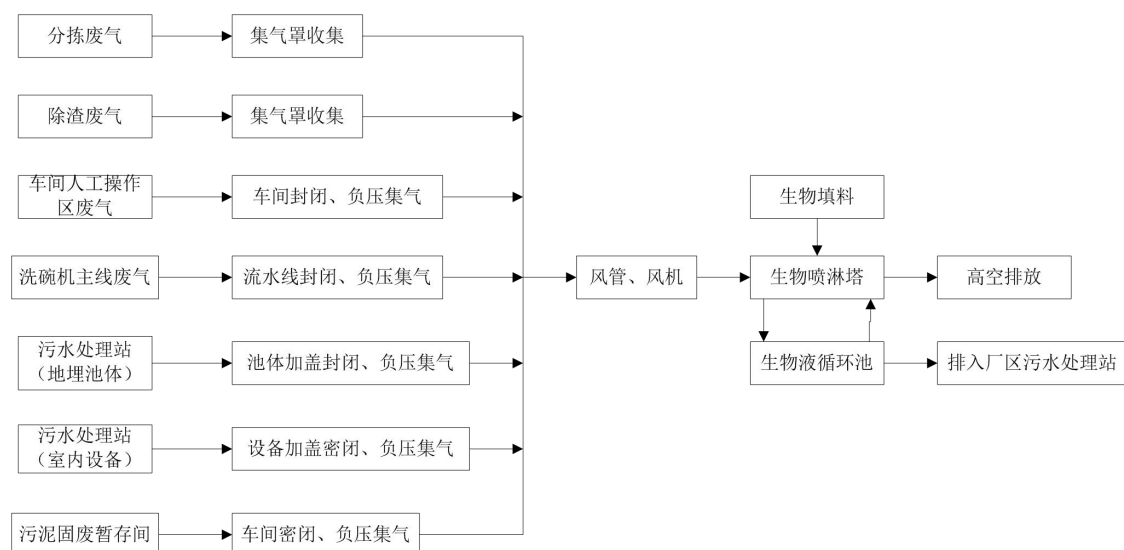 分拣废气
集气罩收集
除渣废气
集气罩收集
车间人工操作
区废气
车间封闭、负压集气
生物填料
洗碗机主线废气
流水线封闭、负压集气
风管、风机
生物喷淋塔
高空排放
污水处理站
（地埋池体）
池体加盖封闭、负压集气
生物液循环池
排入厂区污水处理站
污水处理站
（室内设备）
设备加盖密闭、负压集气
污泥固废暂存间
车间密闭、负压集气